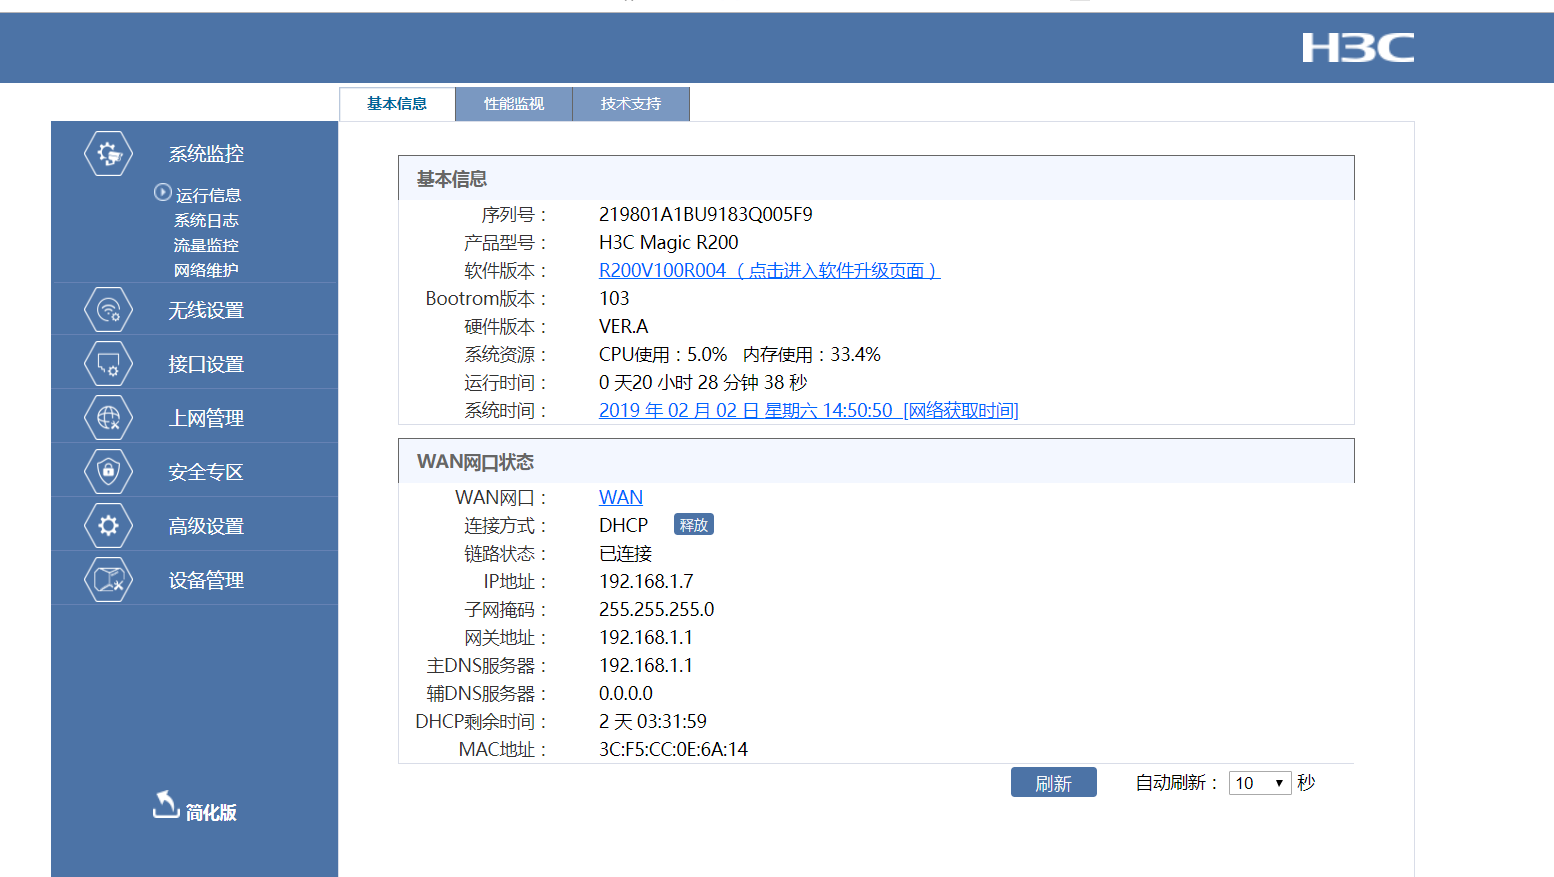 H3C
基本信息 性能监视 技术支持
系统监控
运行信息
系统日志
流量监控
网络维护
无线设置
接口设置
上网管理
安全专区
高级设置
设备管理
简化版
基本信息
序列号： 219801A1BU9183Q005F9
产品型号： H3C Magic R200
软件版本： R200V100R004（点击进入软件升级页面）
Bootrom版本： 103
硬件版本： VER.A
系统资源： CPU使用：5.0% 内存使用：33.4%
运行时间： 0 天20 小时 28 分钟 38 秒
系统时间： 2019 年 02 月 02 日 星期六 14:50:50 [网络获取时间]
WAN网口状态
WAN网口： WAN
连接方式： DHCP 释放
链路状态： 已连接
IP地址： 192.168.1.7
子网掩码： 255.255.255.0
网关地址： 192.168.1.1
主DNS服务器： 192.168.1.1
辅DNS服务器： 0.0.0.0
DHCP剩余时间： 2 天 03:31:59
MAC地址： 3C:F5:CC:0E:6A:14
刷新 自动刷新： 10 秒